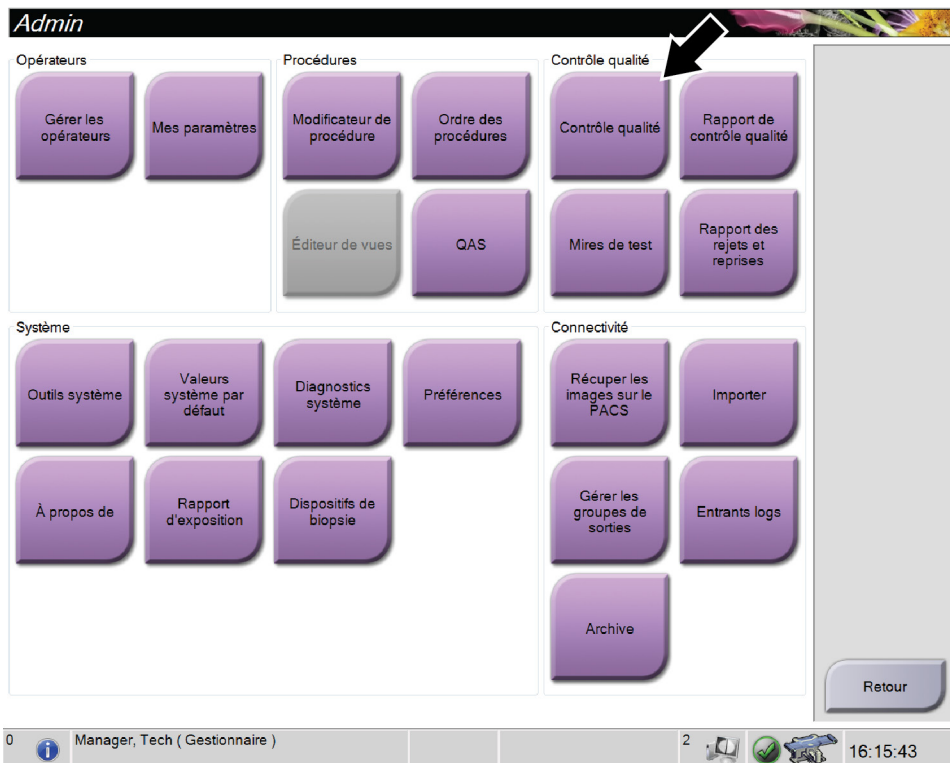 Admin
Opérateurs
Gérer les
opérateurs
Mes paramètres
Procédures
Modificateur de
procédure
Ordre des
procédures
Éditeur de vues
QAS
Contrôle qualité
Contrôle qualité
Rapport de
contrôle qualité
Mires de test
Rapport des
rejets et
reprises
Système
Outils système
Valeurs
système par
défaut
Diagnostics
système
Préférences
À propos de
Rapport
d'exposition
Dispositifs de
biopsie
Connectivité
Récuper les
images sur le
PACS
Importer
Gérer les
groupes de
sorties
Entrants logs
Archive
Retour
0
Manager, Tech ( Gestionnaire )
2
16:15:43